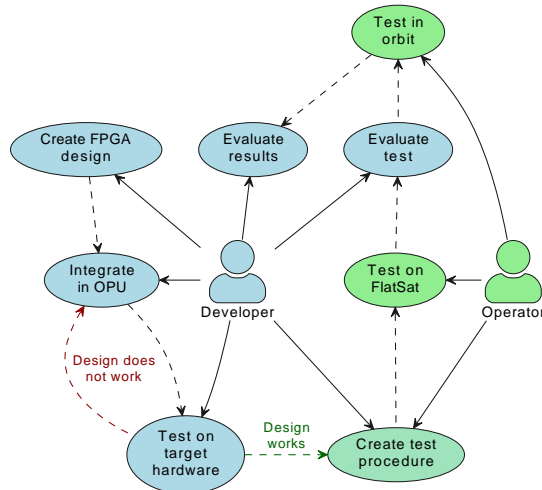 Test in
orbit
Create FPGA
design
Evaluate
results
Evaluate
test
Integrate
in OPU
Developer
Test on
FlatSat
Operator
Design does
not work
Test on
target
hardware
Design
works
Create test
procedure